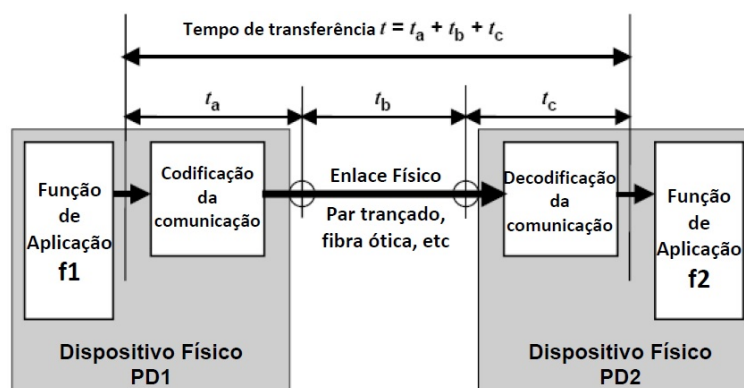 Tempo de transferência t = ta + tb + tc
ta
tb
tc
Função
de
Aplicação
f1
Codificação
da
comunicação
Enlace Físico
Par trançado,
fibra ótica, etc
Decodificação
da
comunicação
Função
de
Aplicação
f2
Dispositivo Físico
PD1
Dispositivo Físico
PD2